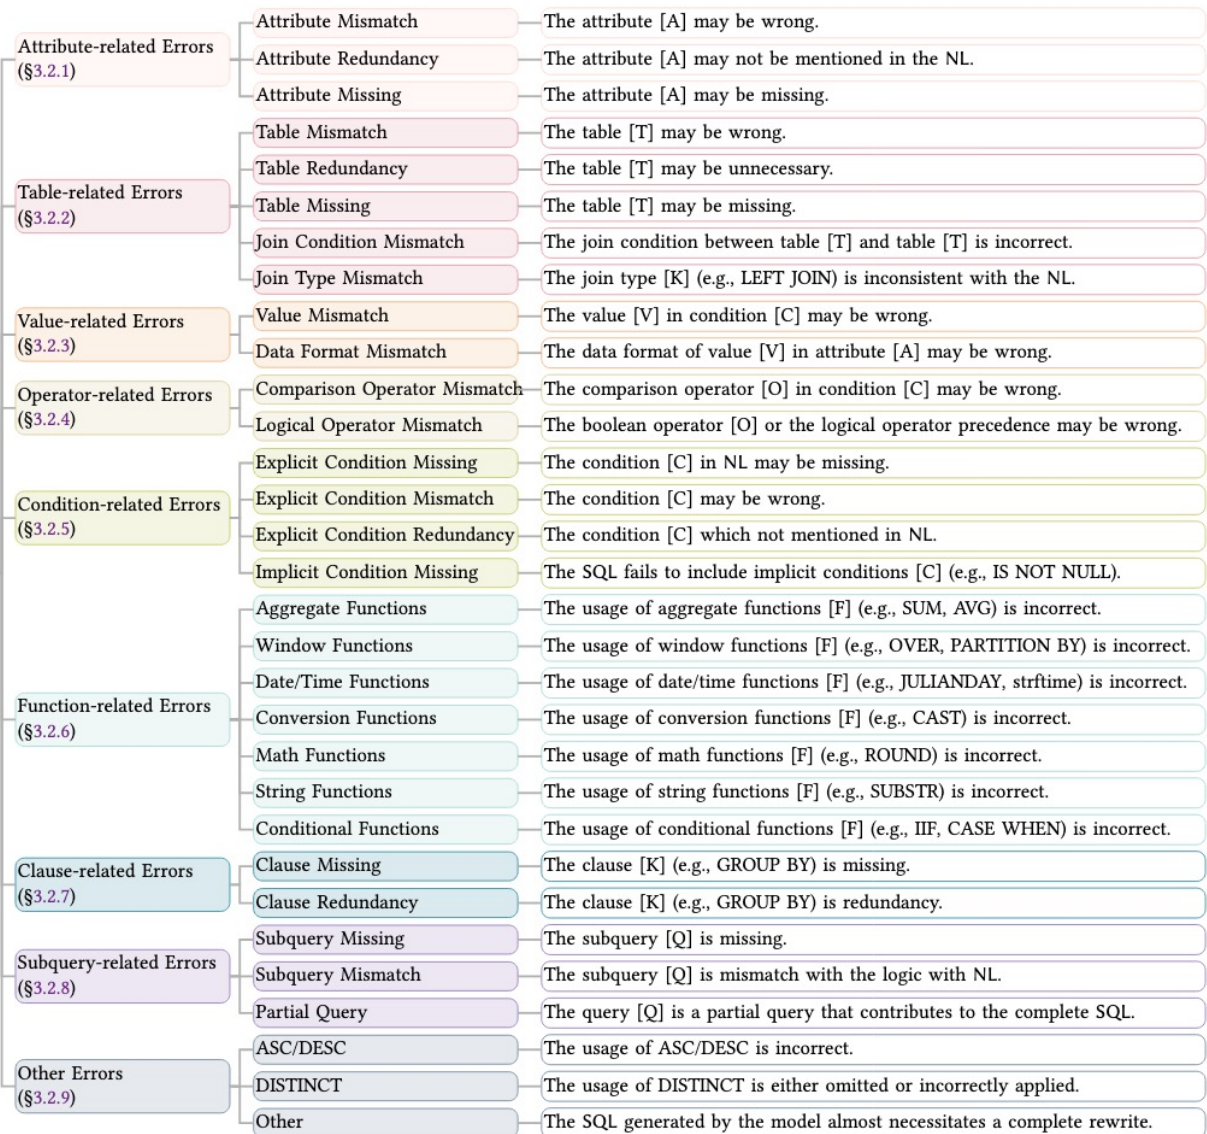 Attribute-related Errors
(§3.2.1)
Attribute Mismatch
The attribute [A] may be wrong.
Attribute Redundancy
The attribute [A] may not be mentioned in the NL.
Attribute Missing
The attribute [A] may be missing.
Table-related Errors
(§3.2.2)
Table Mismatch
The table [T] may be wrong.
Table Redundancy
The table [T] may be unnecessary.
Table Missing
The table [T] may be missing.
Join Condition Mismatch
The join condition between table [T] and table [T] is incorrect.
Join Type Mismatch
The join type [K] (e.g., LEFT JOIN) is inconsistent with the NL.
Value-related Errors
(§3.2.3)
Value Mismatch
The value [V] in condition [C] may be wrong.
Data Format Mismatch
The data format of value [V] in attribute [A] may be wrong.
Operator-related Errors
(§3.2.4)
Comparison Operator Mismatch
The comparison operator [O] in condition [C] may be wrong.
Logical Operator Mismatch
The boolean operator [O] or the logical operator precedence may be wrong.
Condition-related Errors
(§3.2.5)
Explicit Condition Missing
The condition [C] in NL may be missing.
Explicit Condition Mismatch
The condition [C] may be wrong.
Explicit Condition Redundancy
The condition [C] which not mentioned in NL.
Implicit Condition Missing
The SQL fails to include implicit conditions [C] (e.g., IS NOT NULL).
Function-related Errors
(§3.2.6)
Aggregate Functions
The usage of aggregate functions [F] (e.g., SUM, AVG) is incorrect.
Window Functions
The usage of window functions [F] (e.g., OVER, PARTITION BY) is incorrect.
Date/Time Functions
The usage of date/time functions [F] (e.g., JULIANDAY, strftime) is incorrect.
Conversion Functions
The usage of conversion functions [F] (e.g., CAST) is incorrect.
Math Functions
The usage of math functions [F] (e.g., ROUND) is incorrect.
String Functions
The usage of string functions [F] (e.g., SUBSTR) is incorrect.
Conditional Functions
The usage of conditional functions [F] (e.g., IIF, CASE WHEN) is incorrect.
Clause-related Errors
(§3.2.7)
Clause Missing
The clause [K] (e.g., GROUP BY) is missing.
Clause Redundancy
The clause [K] (e.g., GROUP BY) is redundancy.
Subquery-related Errors
(§3.2.8)
Subquery Missing
The subquery [Q] is missing.
Subquery Mismatch
The subquery [Q] is mismatch with the logic with NL.
Partial Query
The query [Q] is a partial query that contributes to the complete SQL.
Other Errors
(§3.2.9)
ASC/DESC
The usage of ASC/DESC is incorrect.
DISTINCT
The usage of DISTINCT is either omitted or incorrectly applied.
Other
The SQL generated by the model almost necessitates a complete rewrite.